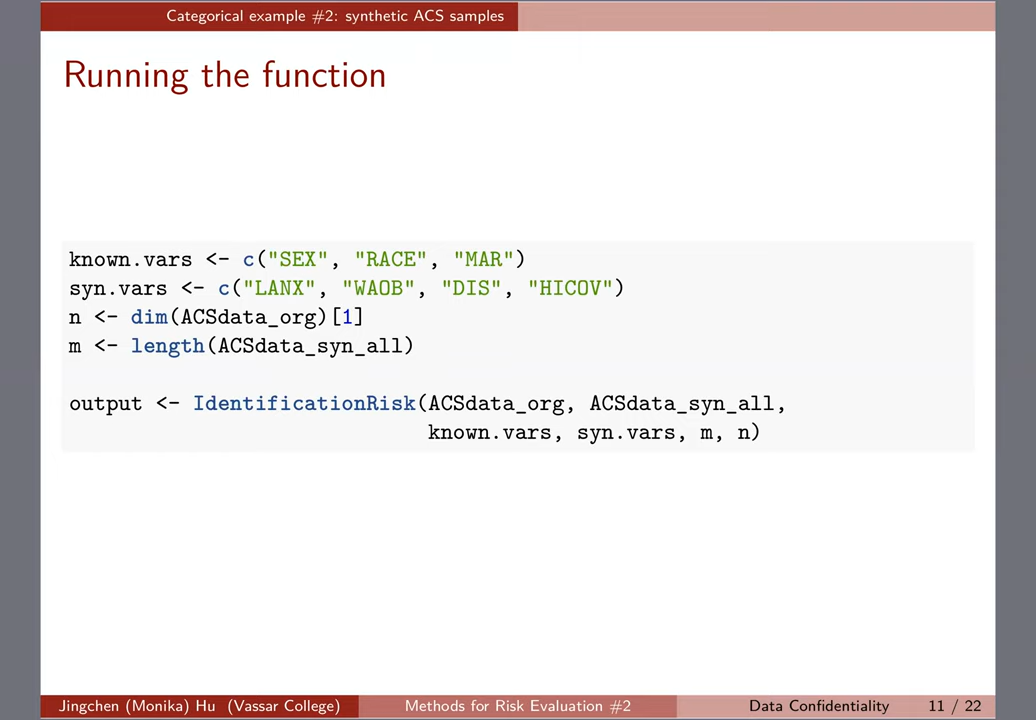 Categorical example #2: synthetic ACS samples
Running the function
known.vars <- c("SEX", "RACE", "MAR")
syn.vars <- c("LANX", "WAOB", "DIS", "HICOV")
n <- dim(ACSdata_org)[1]
m <- length(ACSdata_syn_all)
output <- IdentificationRisk(ACSdata_org, ACSdata_syn_all,
known.vars, syn.vars, m, n)
Jingchen (Monika) Hu (Vassar College) Methods for Risk Evaluation #2 Data Confidentiality 11 / 22